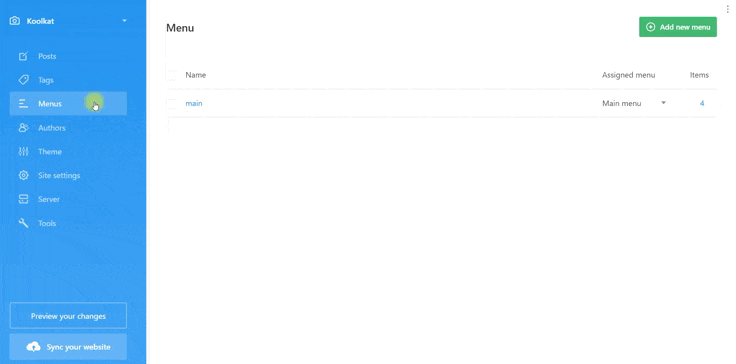 Koolkat
Posts
Tags
Menus
Authors
Theme
Site settings
Server
Tools
Preview your changes
Sync your website
Menu
Add new menu
Name Assigned menu Items
main Main menu 4